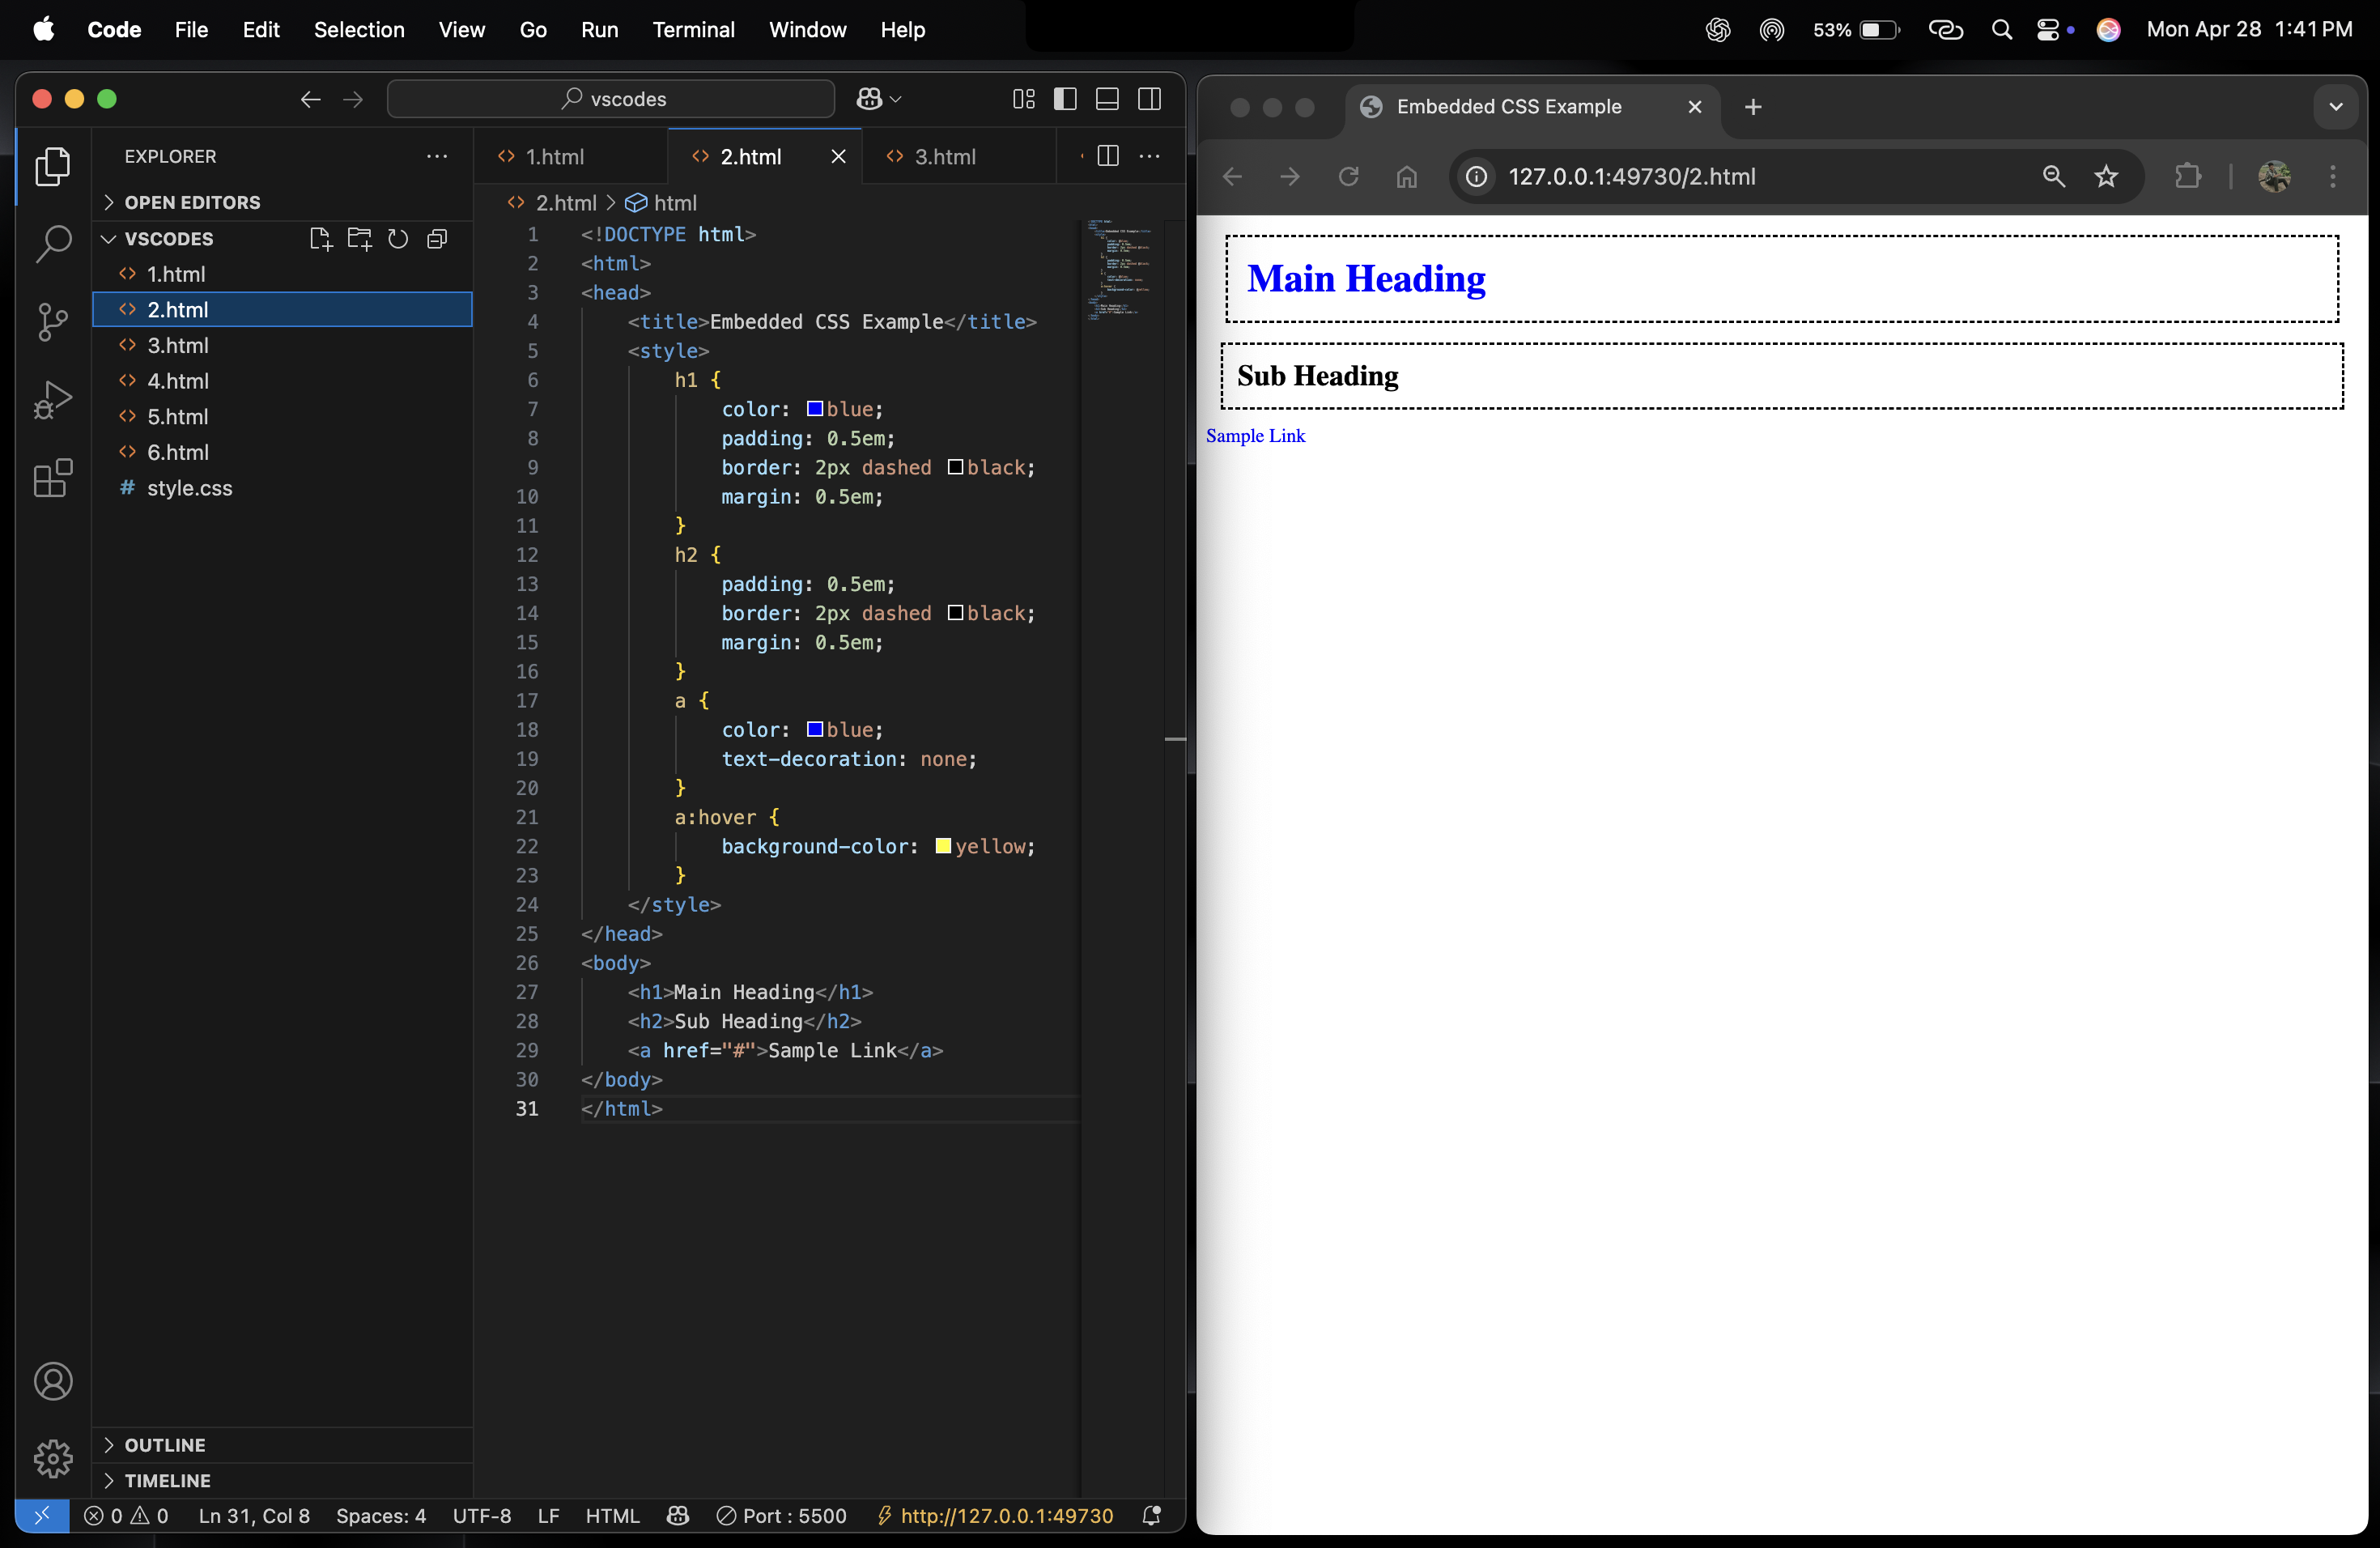 Code File Edit Selection View Go Run Terminal Window Help 53% Mon Apr 28 1:41 PM
vscodes
EXPLORER
OPEN EDITORS
VSCODES
1.html
2.html
3.html
4.html
5.html
6.html
# style.css
OUTLINE
TIMELINE
1.html 2.html 3.html
2.html > html
1 <!DOCTYPE html>
2 <html>
3 <head>
4 <title>Embedded CSS Example</title>
5 <style>
6 h1 {
7 color: blue;
8 padding: 0.5em;
9 border: 2px dashed black;
10 margin: 0.5em;
11 }
12 h2 {
13 padding: 0.5em;
14 border: 2px dashed black;
15 margin: 0.5em;
16 }
17 a {
18 color: blue;
19 text-decoration: none;
20 }
21 a:hover {
22 background-color: yellow;
23 }
24 </style>
25 </head>
26 <body>
27 <h1>Main Heading</h1>
28 <h2>Sub Heading</h2>
29 <a href="#">Sample Link</a>
30 </body>
31 </html>
0 0 Ln 31, Col 8 Spaces: 4 UTF-8 LF HTML Port : 5500 http://127.0.0.1:49730
Embedded CSS Example
127.0.0.1:49730/2.html
Main Heading
Sub Heading
Sample Link